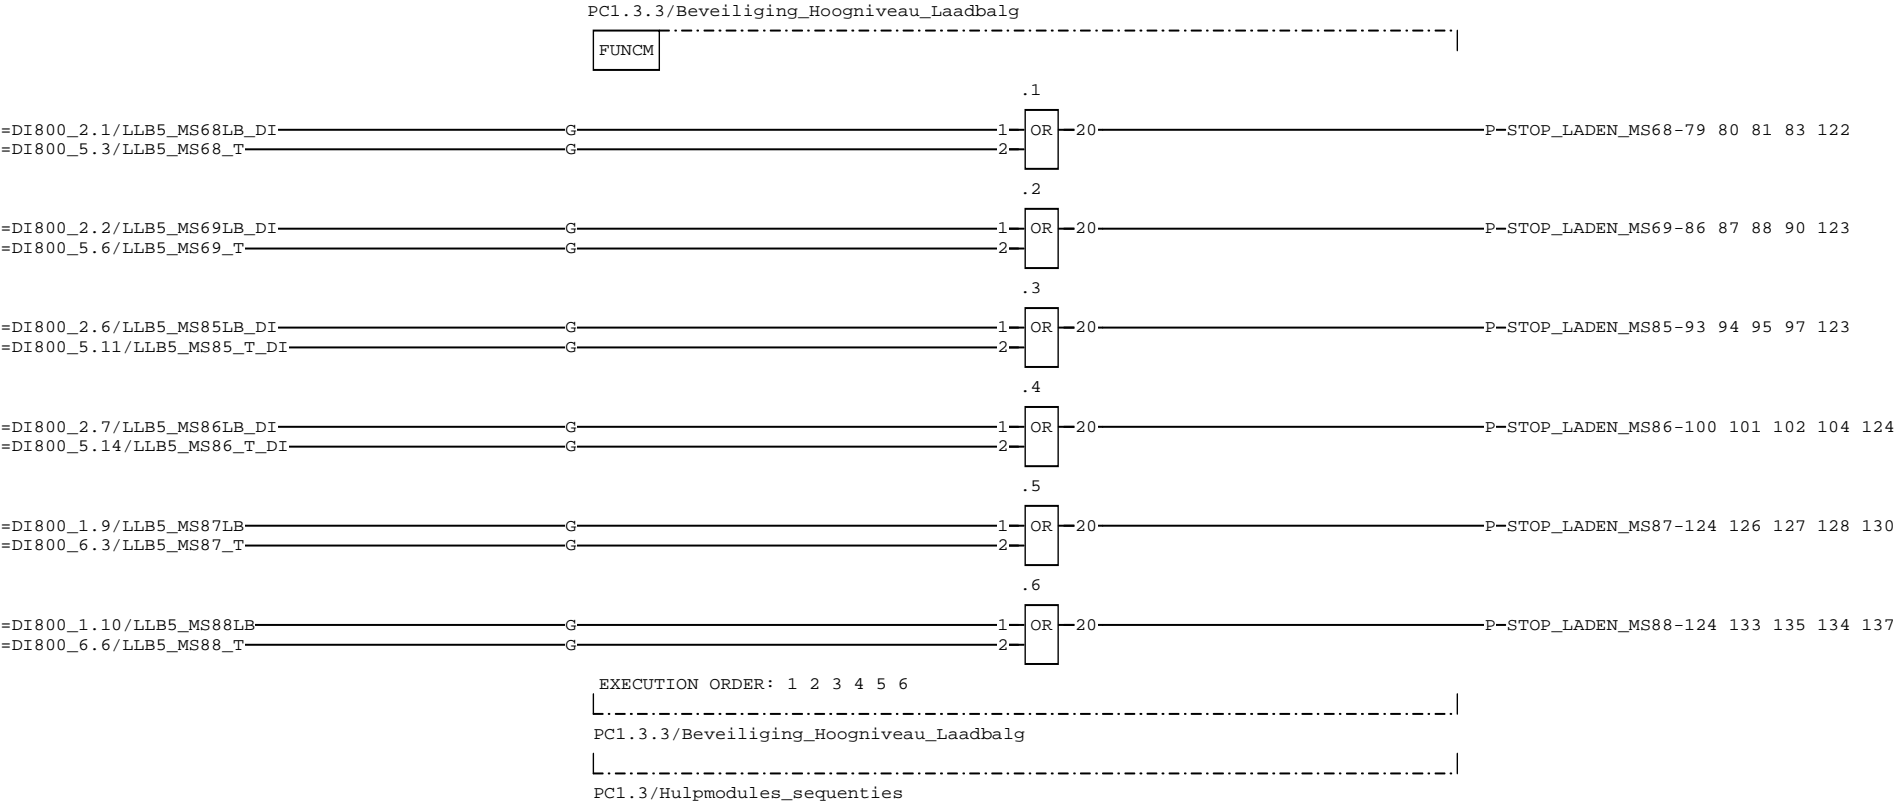 PC1.3.3/Beveiliging_Hoogniveau_Laadbalg
FUNCM
.1
=DI800_2.1/LLB5_MS68LB_DI G 1 OR 20 P STOP_LADEN_MS68-79 80 81 83 122
=DI800_5.3/LLB5_MS68_T G 2
.2
=DI800_2.2/LLB5_MS69LB_DI G 1 OR 20 P STOP_LADEN_MS69-86 87 88 90 123
=DI800_5.6/LLB5_MS69_T G 2
.3
=DI800_2.6/LLB5_MS85LB_DI G 1 OR 20 P STOP_LADEN_MS85-93 94 95 97 123
=DI800_5.11/LLB5_MS85_T_DI G 2
.4
=DI800_2.7/LLB5_MS86LB_DI G 1 OR 20 P STOP_LADEN_MS86-100 101 102 104 124
=DI800_5.14/LLB5_MS86_T_DI G 2
.5
=DI800_1.9/LLB5_MS87LB G 1 OR 20 P STOP_LADEN_MS87-124 126 127 128 130
=DI800_6.3/LLB5_MS87_T G 2
.6
=DI800_1.10/LLB5_MS88LB G 1 OR 20 P STOP_LADEN_MS88-124 133 135 134 137
=DI800_6.6/LLB5_MS88_T G 2
EXECUTION ORDER: 1 2 3 4 5 6
PC1.3.3/Beveiliging_Hoogniveau_Laadbalg
PC1.3/Hulpmodules_sequenties